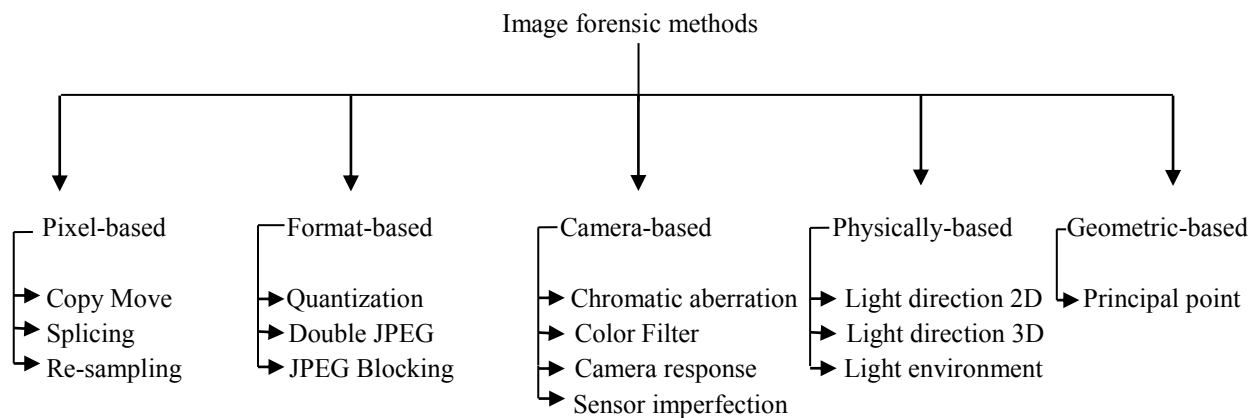 Image forensic methods
Pixel-based
Copy Move
Splicing
Re-sampling
Format-based
Quantization
Double JPEG
JPEG Blocking
Camera-based
Chromatic aberration
Color Filter
Camera response
Sensor imperfection
Physically-based
Light direction 2D
Light direction 3D
Light environment
Geometric-based
Principal point